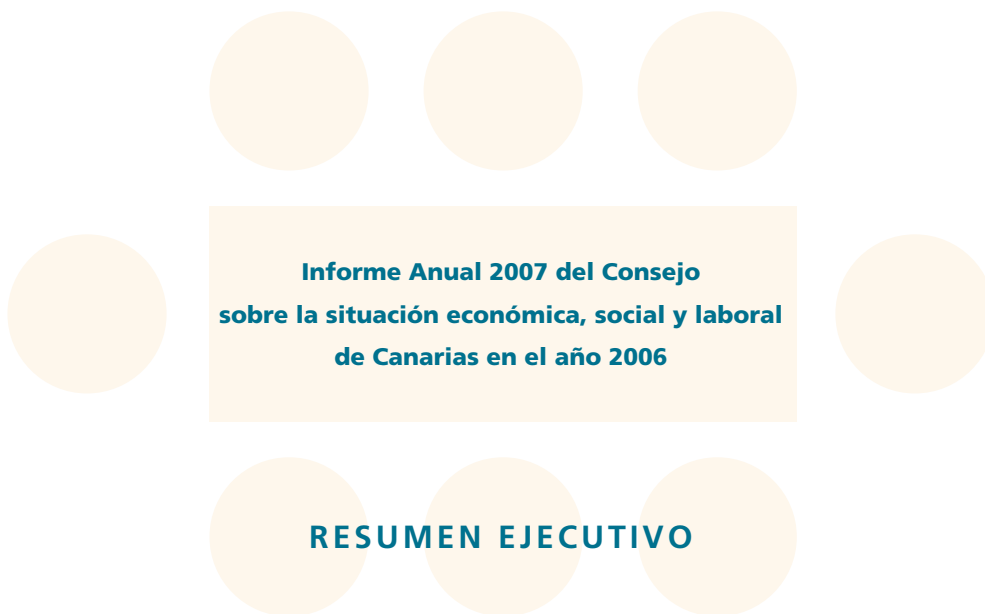 Informe Anual 2007 del Consejo
sobre la situación económica, social y laboral
de Canarias en el año 2006
RESUMEN EJECUTIVO